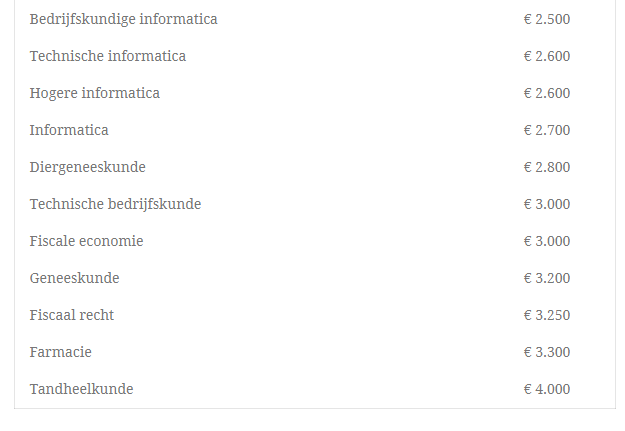 Bedrijfskundige informatica € 2.500
Technische informatica € 2.600
Hogere informatica € 2.600
Informatica € 2.700
Diergeneeskunde € 2.800
Technische bedrijfskunde € 3.000
Fiscale economie € 3.000
Geneeskunde € 3.200
Fiscaal recht € 3.250
Farmacie € 3.300
Tandheelkunde € 4.000